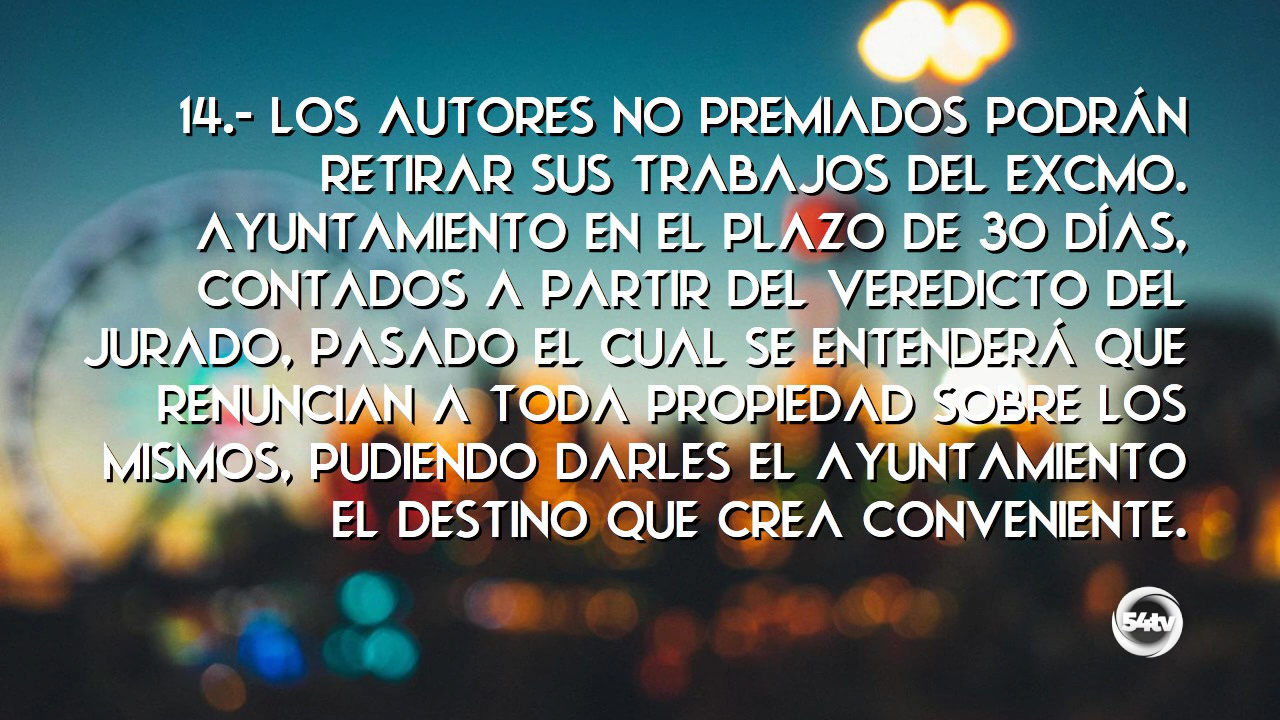 14.- LOS AUTORES NO PREMIADOS PODRÁN
RETIRAR SUS TRABAJOS DEL EXCMO.
AYUNTAMIENTO EN EL PLAZO DE 30 DÍAS,
CONTADOS A PARTIR DEL VEREDICTO DEL
JURADO, PASADO EL CUAL SE ENTENDERÁ QUE
RENUNCIAN A TODA PROPIEDAD SOBRE LOS
MISMOS, PUDIENDO DARLES EL AYUNTAMIENTO
EL DESTINO QUE CREA CONVENIENTE.
54tv